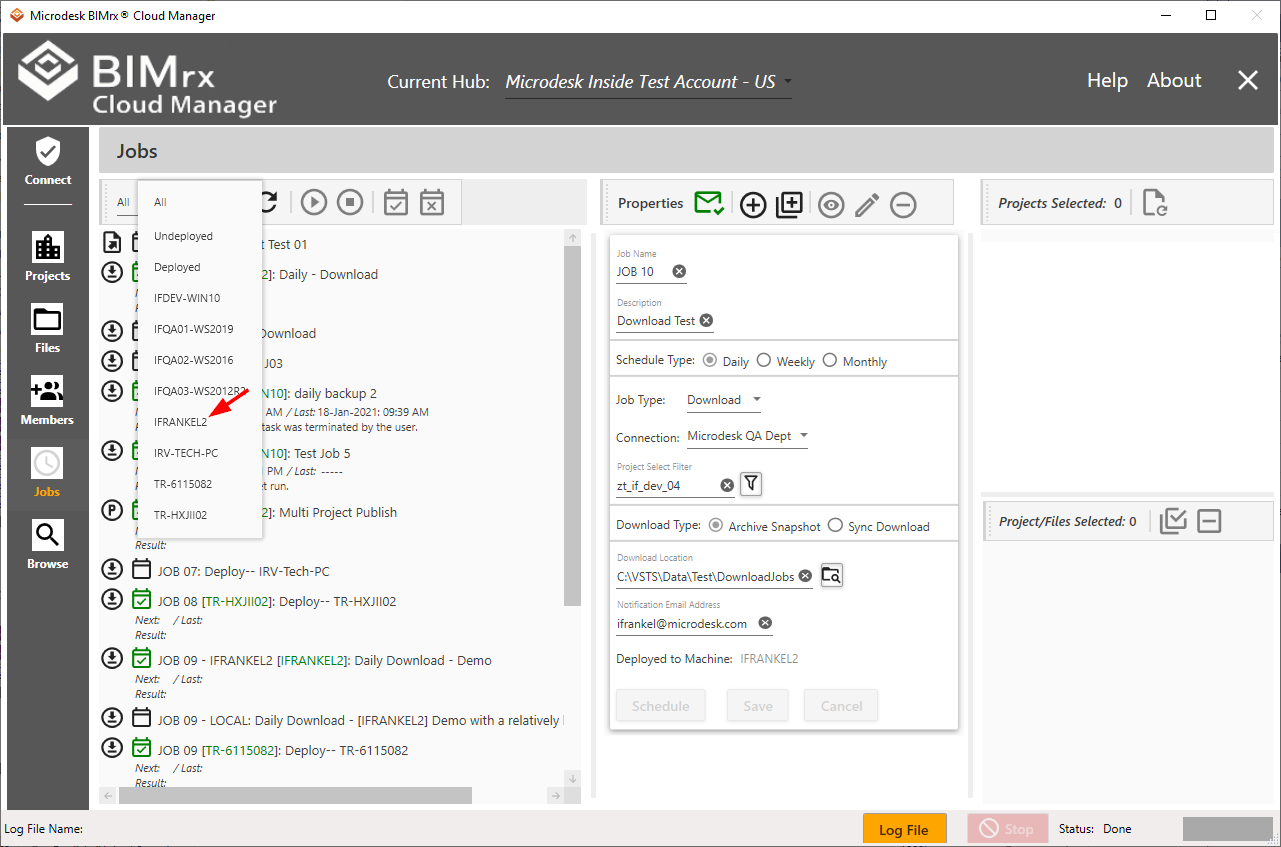 Microdesk BIMrx® Cloud Manager
BIMrx
Cloud Manager
Current Hub: Microdesk Inside Test Account - US
Help About
Connect
Projects
Files
Members
Jobs
Browse
Jobs
All
All
Undeployed
Deployed
IFDEV-WIN10
IFQA01-WS2019
IFQA02-WS2016
IFQA03-WS2012R2
IFRANKEL2
IRV-TECH-PC
TR-6115082
TR-HXJII02
t Test 01
2]: Daily - Download
Download
J03
N10]: daily backup 2
AM / Last: 18-Jan-2021: 09:39 AM
task was terminated by the user.
N10]: Test Job 5
PM / Last: -----
t run.
2]: Multi Project Publish
Result:
JOB 07: Deploy-- IRV-Tech-PC
JOB 08 [TR-HXJII02]: Deploy-- TR-HXJII02
Next: / Last:
Result:
JOB 09 - IFRANKEL2 [IFRANKEL2]: Daily Download - Demo
Next: / Last:
Result:
JOB 09 - LOCAL: Daily Download - [IFRANKEL2] Demo with a relatively
JOB 09 [TR-6115082]: Deploy-- TR-6115082
Next: / Last:
Result:
Properties
Job Name
JOB 10
Description
Download Test
Schedule Type: Daily Weekly Monthly
Job Type: Download
Connection: Microdesk QA Dept
Project Select Filter
zt_if_dev_04
Download Type: Archive Snapshot Sync Download
Download Location
C:\VSTS\Data\Test\DownloadJobs
Notification Email Address
ifrankel@microdesk.com
Deployed to Machine: IFRANKEL2
Schedule Save Cancel
Projects Selected: 0
Project/Files Selected: 0
Log File Name:
Log File
Stop
Status: Done